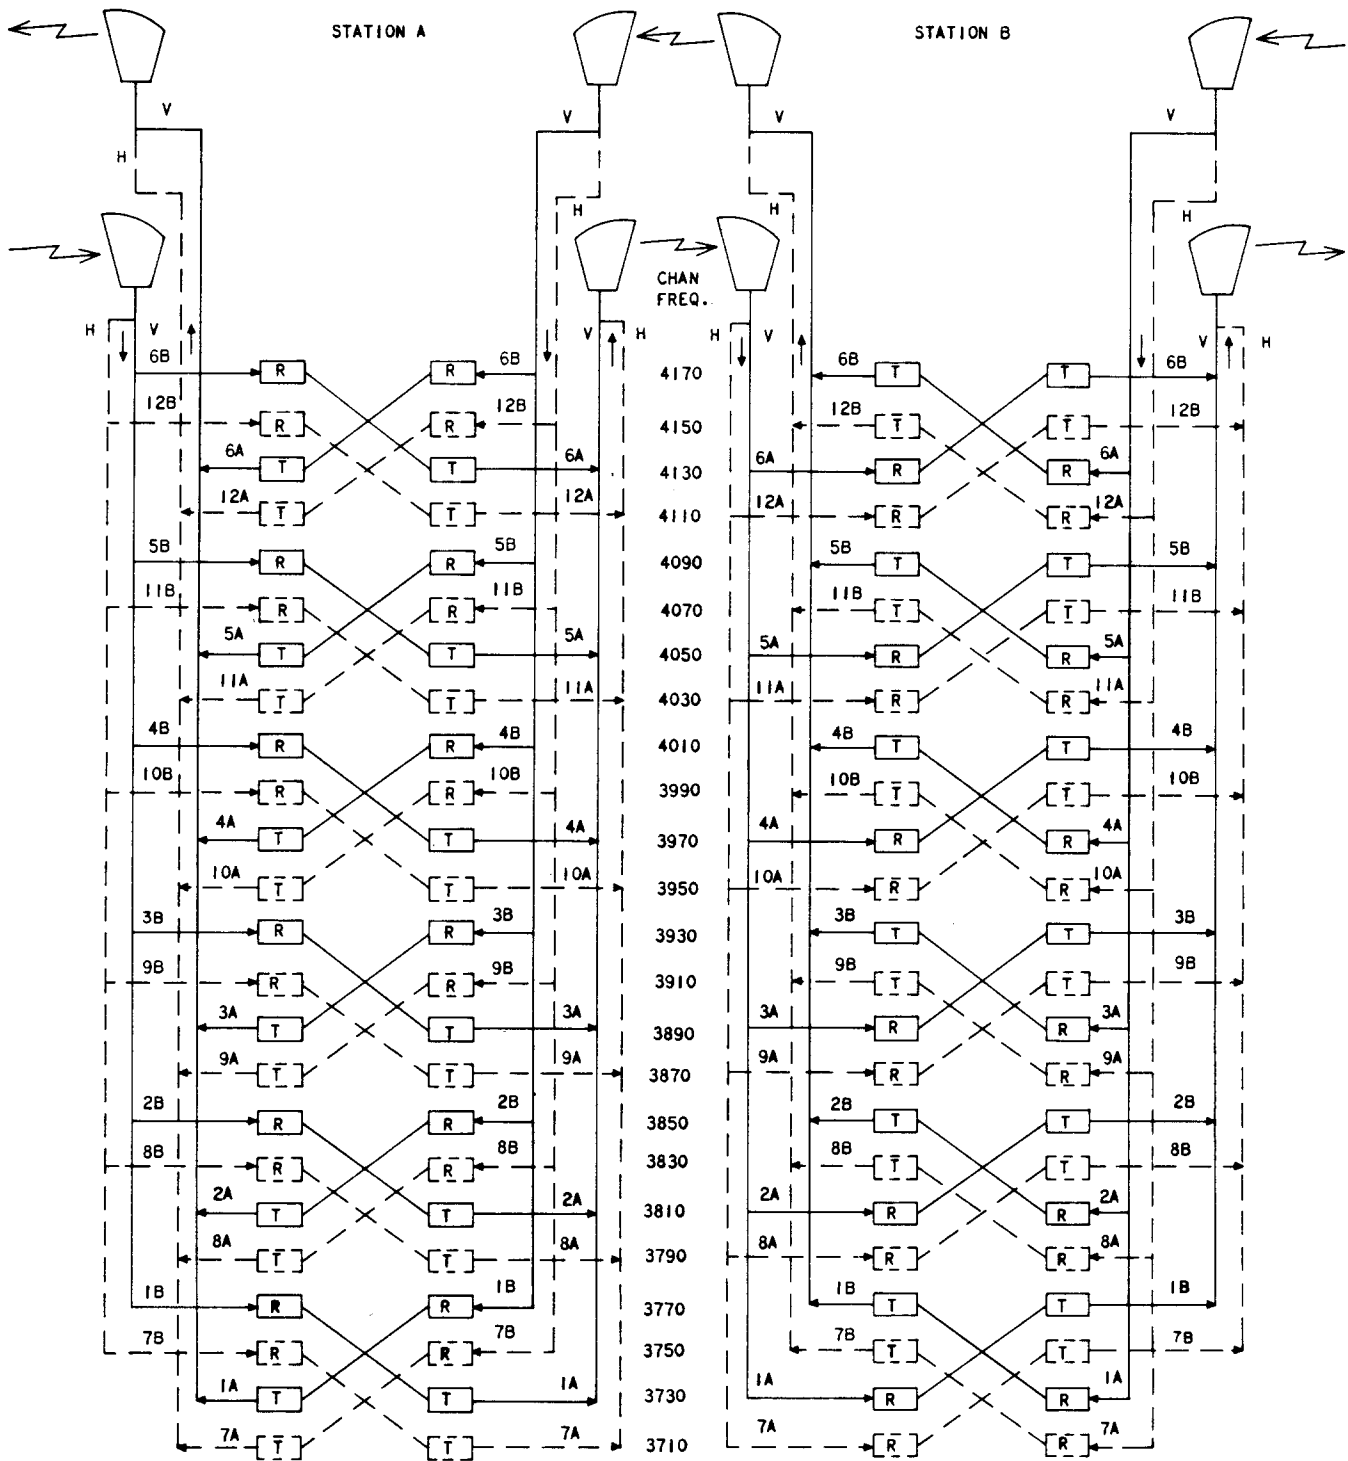 STATION A STATION B
V V V V
H H H H
CHAN
FREQ.
H V V H H V V H
6B R R 6B 4170 6B T T 6B
12B R R 12B 4150 12B T T 12B
6A T T 6A 4130 6A R R 6A
12A T T 12A 4110 12A R R 12A
5B R R 5B 4090 5B T T 5B
11B R R 11B 4070 11B T T 11B
5A T T 5A 4050 5A R R 5A
11A T T 11A 4030 11A R R 11A
4B R R 4B 4010 4B T T 4B
10B R R 10B 3990 10B T T 10B
4A T T 4A 3970 4A R R 4A
10A T T 10A 3950 10A R R 10A
3B R R 3B 3930 3B T T 3B
9B R R 9B 3910 9B T T 9B
3A T T 3A 3890 3A R R 3A
9A T T 9A 3870 9A R R 9A
2B R R 2B 3850 2B T T 2B
8B R R 8B 3830 8B T T 8B
2A T T 2A 3810 2A R R 2A
8A T T 8A 3790 8A R R 8A
1B R R 1B 3770 1B T T 1B
7B R R 7B 3750 7B T T 7B
1A T T 1A 3730 1A R R 1A
7A T T 7A 3710 7A R R 7A